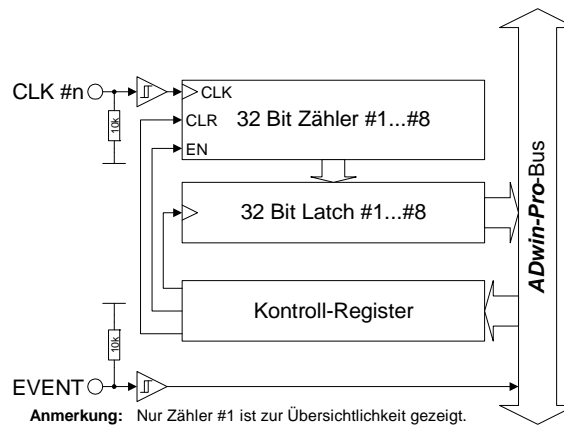 CLK #n
10k
CLK
CLR
EN
32 Bit Zähler #1...#8
32 Bit Latch #1...#8
Kontroll-Register
ADwin-Pro-Bus
10k
EVENT
Anmerkung: Nur Zähler #1 ist zur Übersichtlichkeit gezeigt.